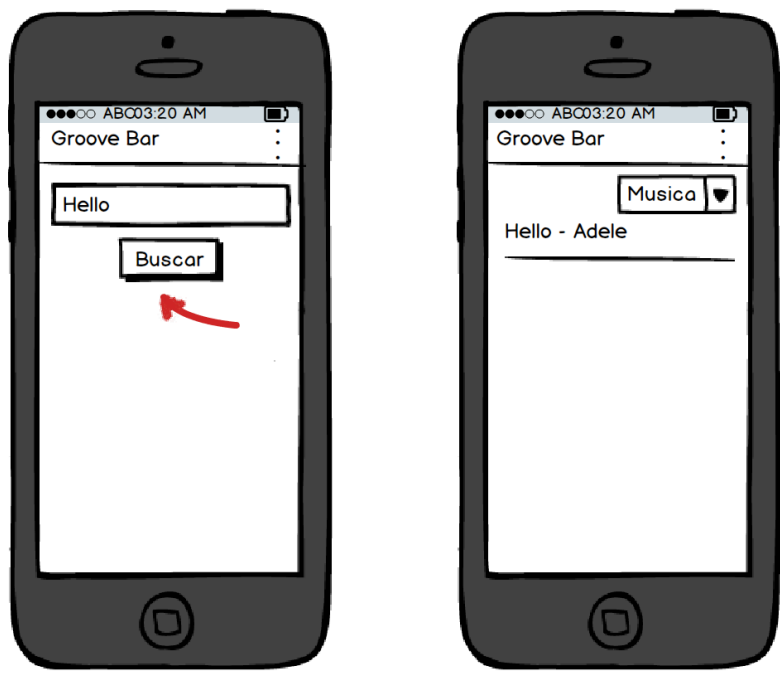 ABC03:20 AM
Groove Bar
Hello
Buscar
ABC03:20 AM
Groove Bar
Musica
Hello - Adele